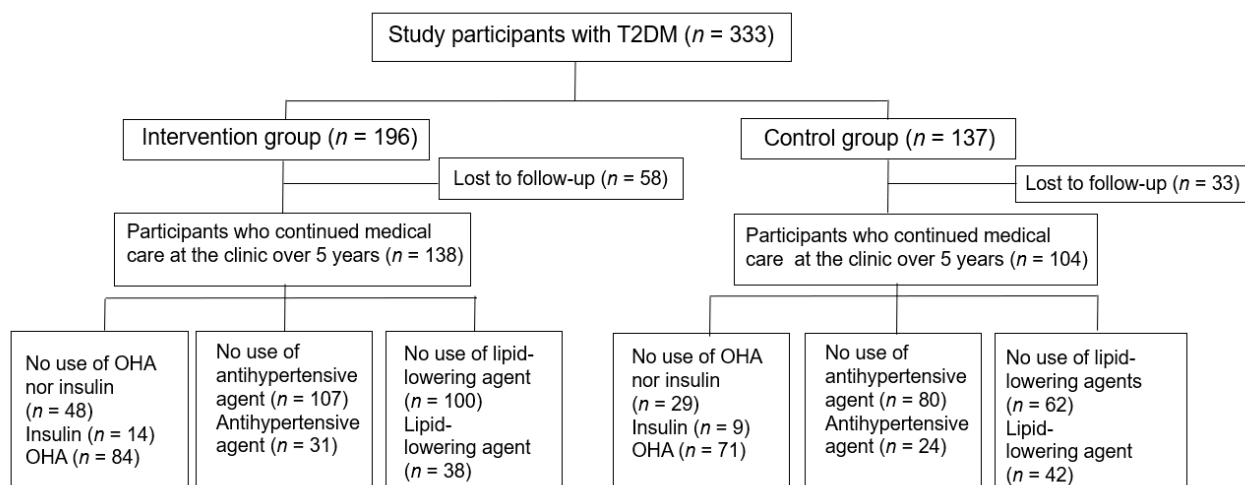 Study participants with T2DM (n = 333)
Intervention group (n = 196)
Control group (n = 137)
Lost to follow-up (n = 58)
Lost to follow-up (n = 33)
Participants who continued medical
care at the clinic over 5 years (n = 138)
Participants who continued medical
care at the clinic over 5 years (n = 104)
No use of OHA
nor insulin
(n = 48)
Insulin (n = 14)
OHA (n = 84)
No use of
antihypertensive
agent (n = 107)
Antihypertensive
agent (n = 31)
No use of lipid-
lowering agent
(n = 100)
Lipid-
lowering agent
(n = 38)
No use of OHA
nor insulin
(n = 29)
Insulin (n = 9)
OHA (n = 71)
No use of
antihypertensive
agent (n = 80)
Antihypertensive
agent (n = 24)
No use of lipid-
lowering agents
(n = 62)
Lipid-
lowering agent
(n = 42)